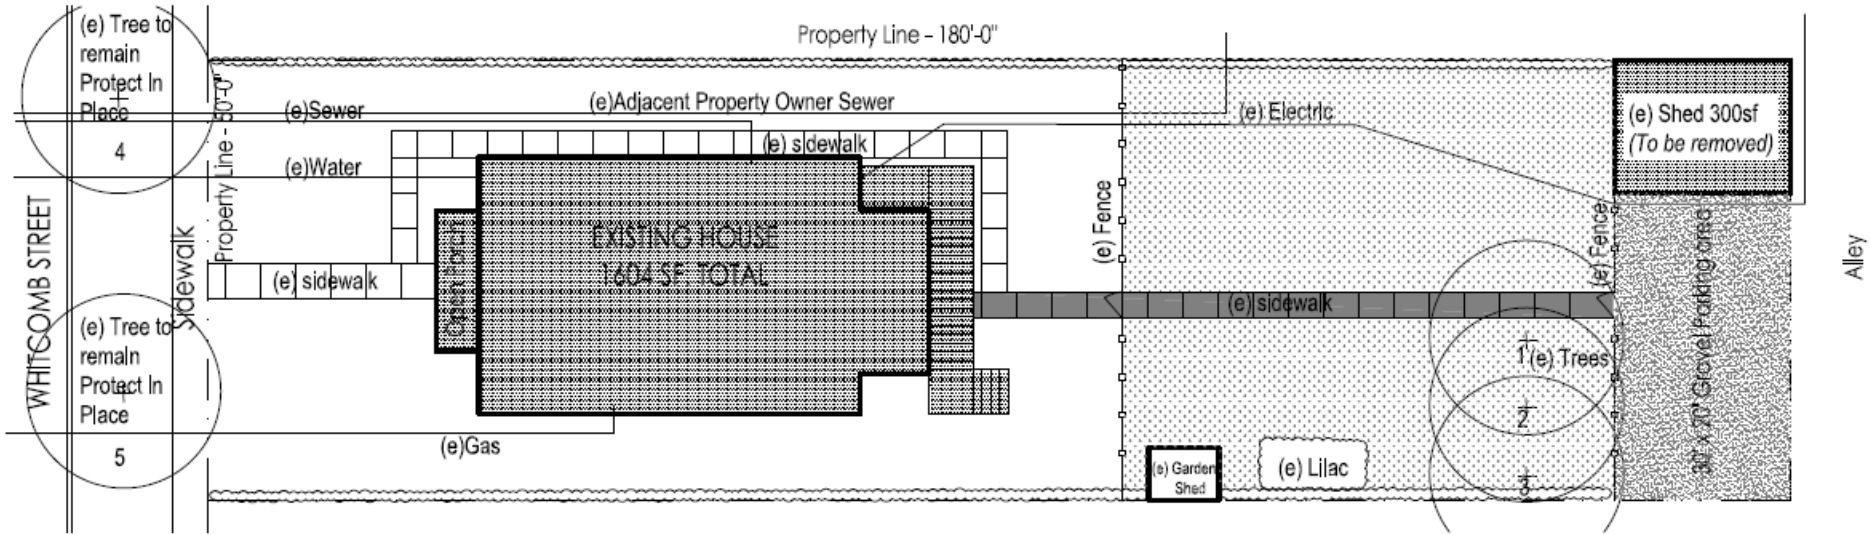 (e) Tree to
remain
Protect In
Place
4
Property Line - 180'-0"
Property Line - 50'-0"
(e)Sewer
(e)Adjacent Property Owner Sewer
(e) Electric
(e) Shed 300sf
(To be removed)
(e) sidewalk
(e)Water
WHITCOMB STREET
Sidewalk
(e) sidewalk
Open Porch
EXISTING HOUSE
1604 SF TOTAL
(e) Fence
(e) sidewalk
(e) Fence
30' x 20' Gravel Parking area
Alley
(e) Tree to
remain
Protect In
Place
5
(e)Gas
1
(e) Trees
2
3
(e) Garden
Shed
(e) Lilac